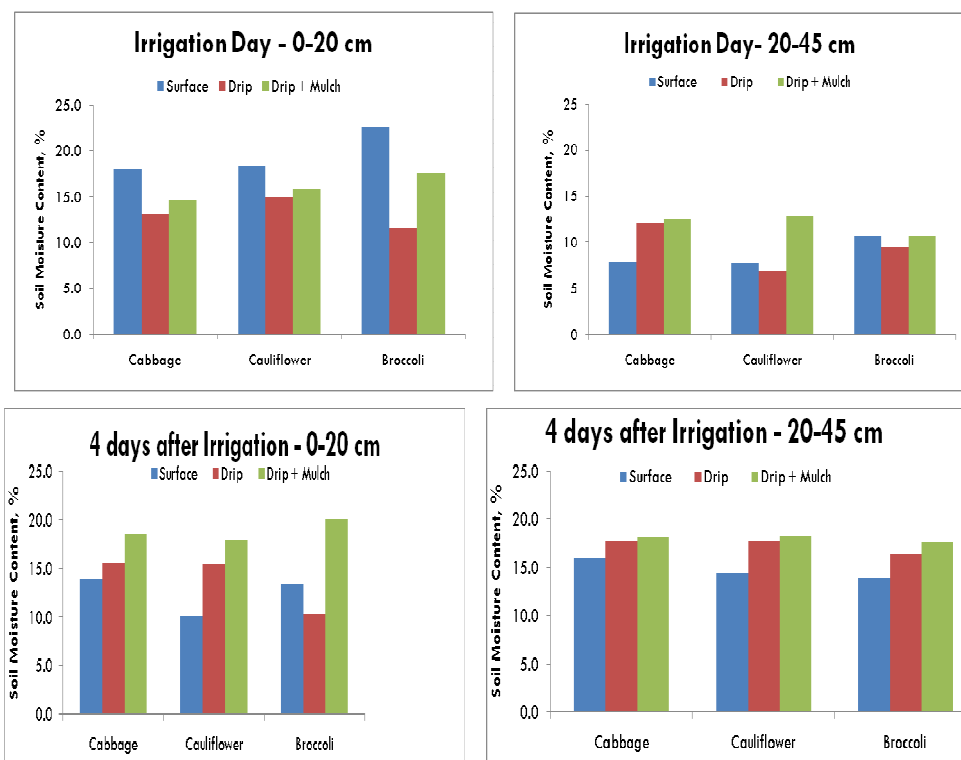 Irrigation Day - 0-20 cm
Surface Drip Drip + Mulch
Soil Moisture Content, %
25.0
20.0
15.0
10.0
5.0
0.0
Cabbage Cauliflower Broccoli
Irrigation Day- 20-45 cm
Surface Drip Drip + Mulch
Soil Moisture Content, %
25
20
15
10
5
0
Cabbage Cauliflower Broccoli
4 days after Irrigation - 0-20 cm
Surface Drip Drip + Mulch
Soil Moisture Content, %
25.0
20.0
15.0
10.0
5.0
0.0
Cabbage Cauliflower Broccoli
4 days after Irrigation - 20-45 cm
Surface Drip Drip + Mulch
Soil Moisture Content, %
25.0
20.0
15.0
10.0
5.0
0.0
Cabbage Cauliflower Broccoli